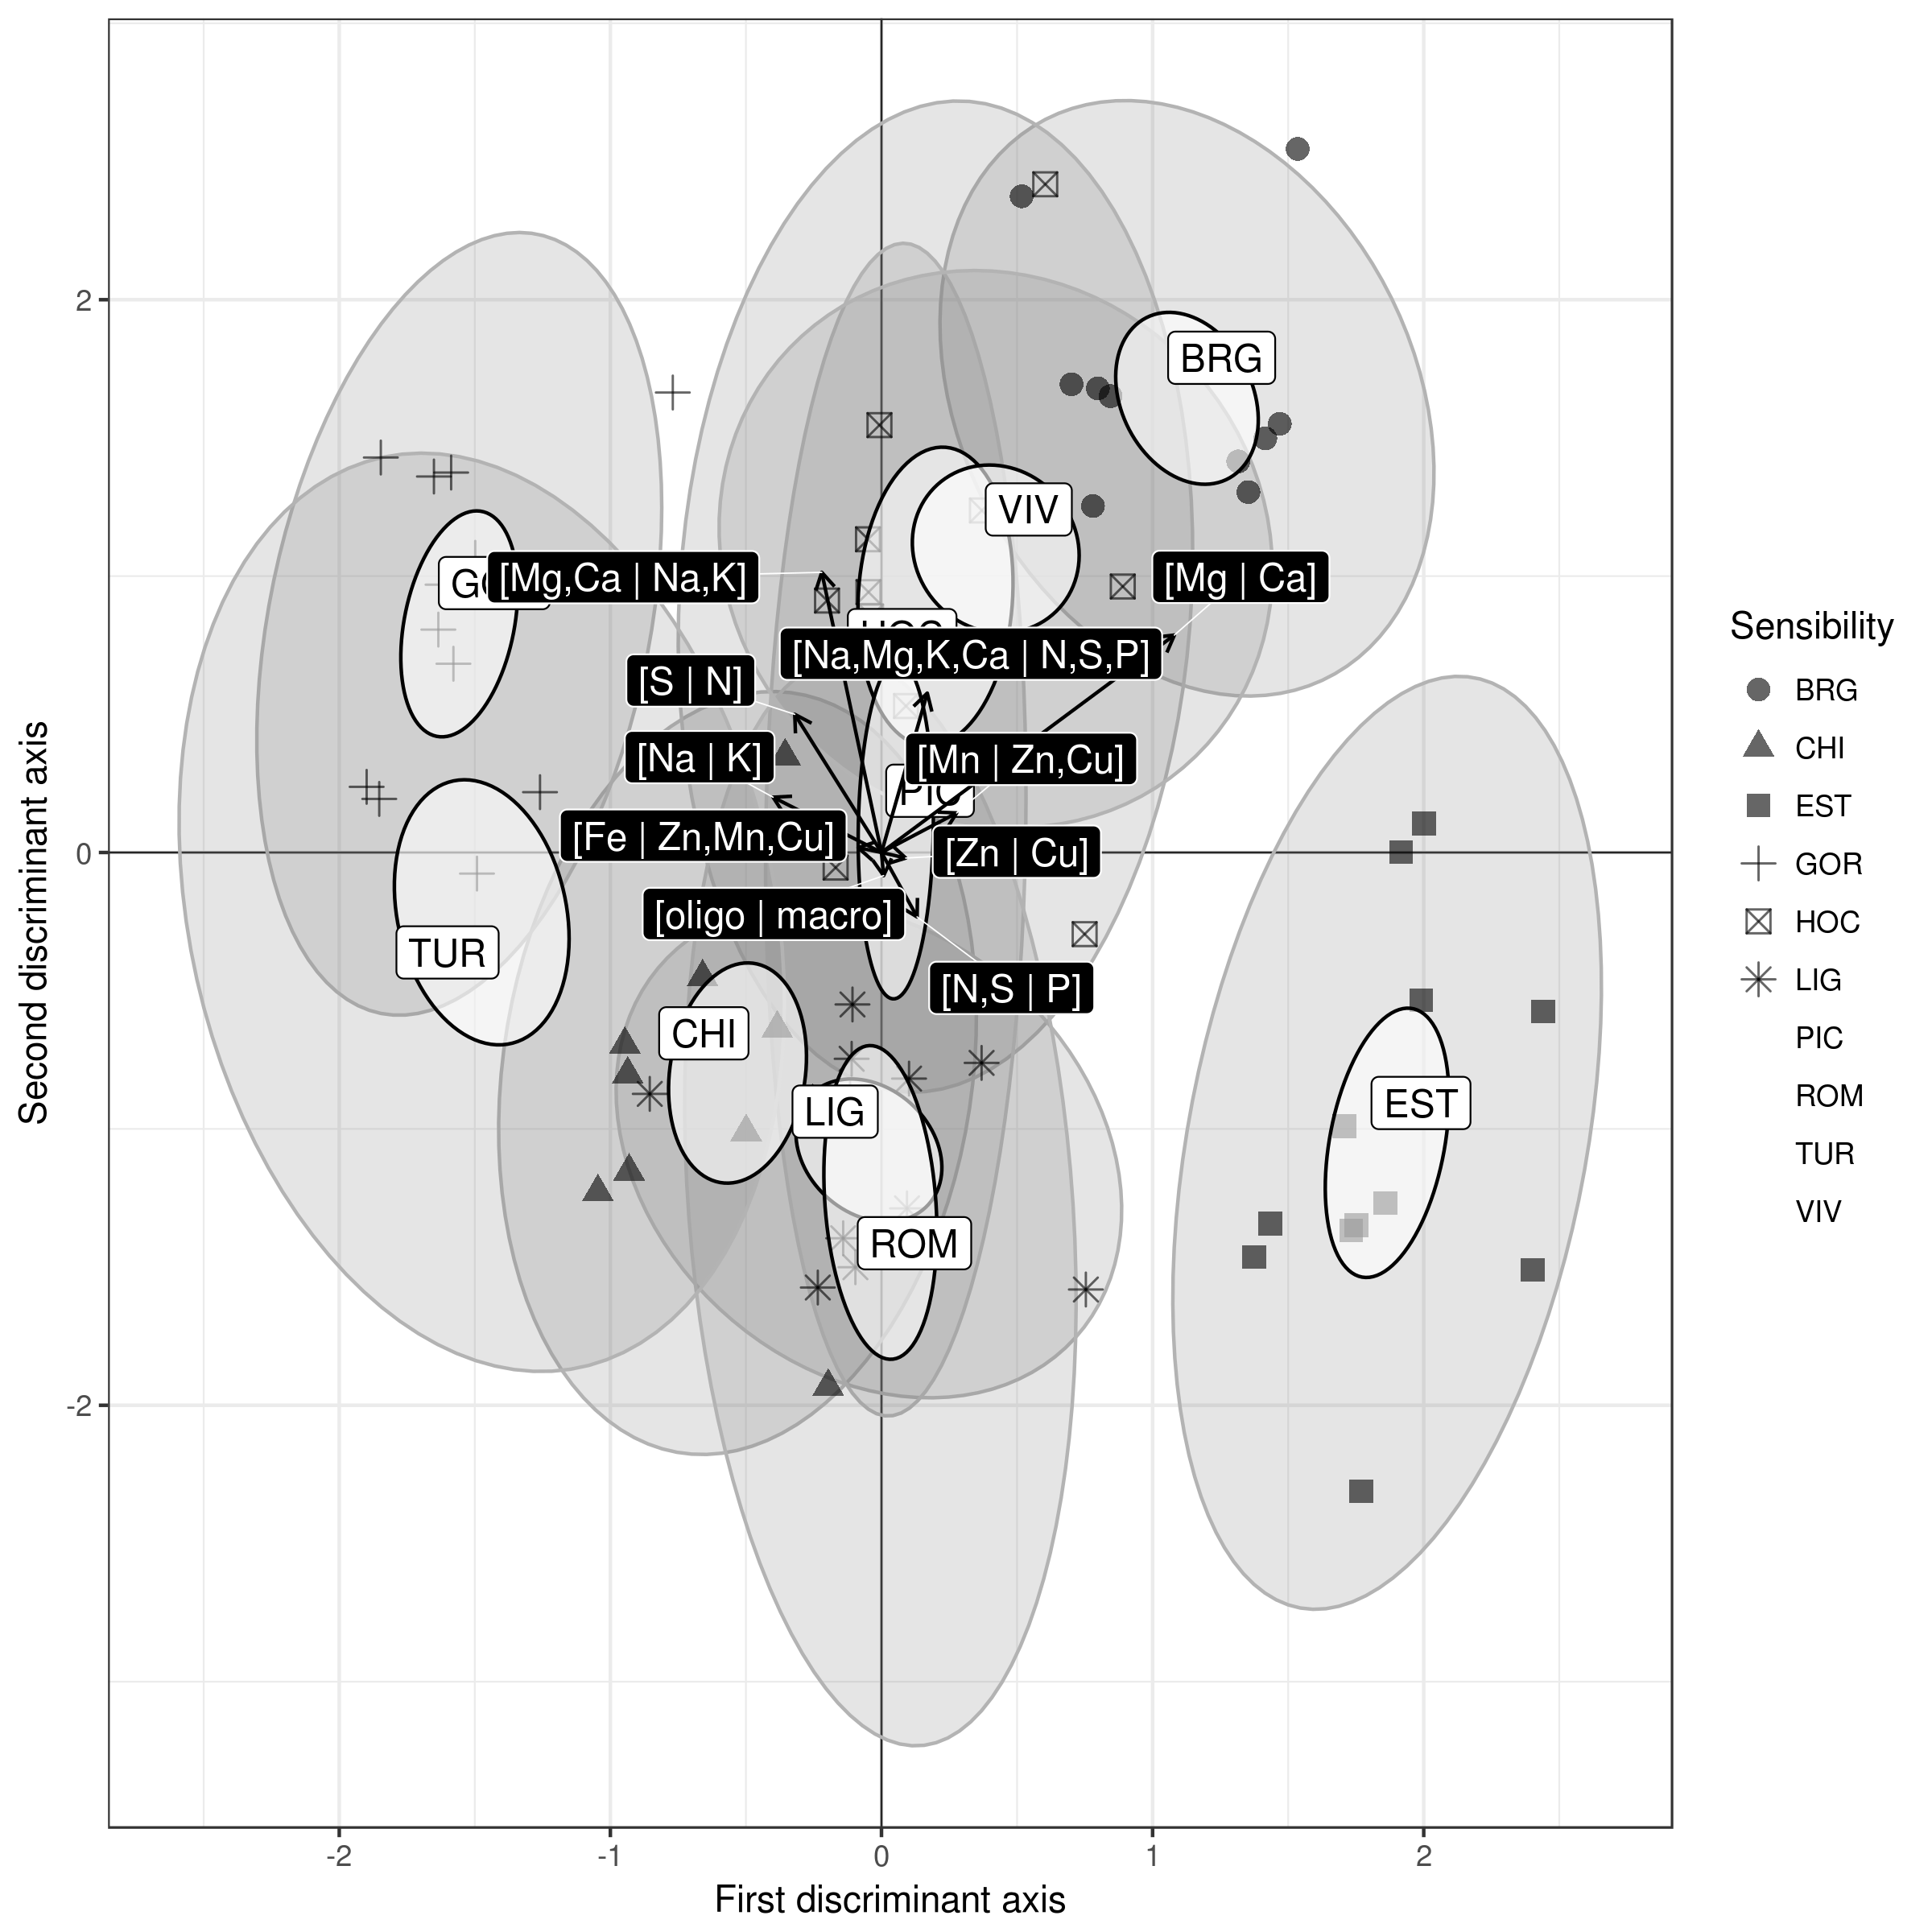 BRG
VIV
[Mg,Ca | Na,K]
[Mg | Ca]
[Na,Mg,K,Ca | N,S,P]
[S | N]
[Na | K]
[Mn | Zn,Cu]
PIC
[Fe | Zn,Mn,Cu]
[Zn | Cu]
[oligo | macro]
TUR
[N,S | P]
CHI
LIG
EST
ROM
2
0
-2
-2
-1
0
1
2
First discriminant axis
Second discriminant axis
Sensibility
BRG
CHI
EST
GOR
HOC
LIG
PIC
ROM
TUR
VIV